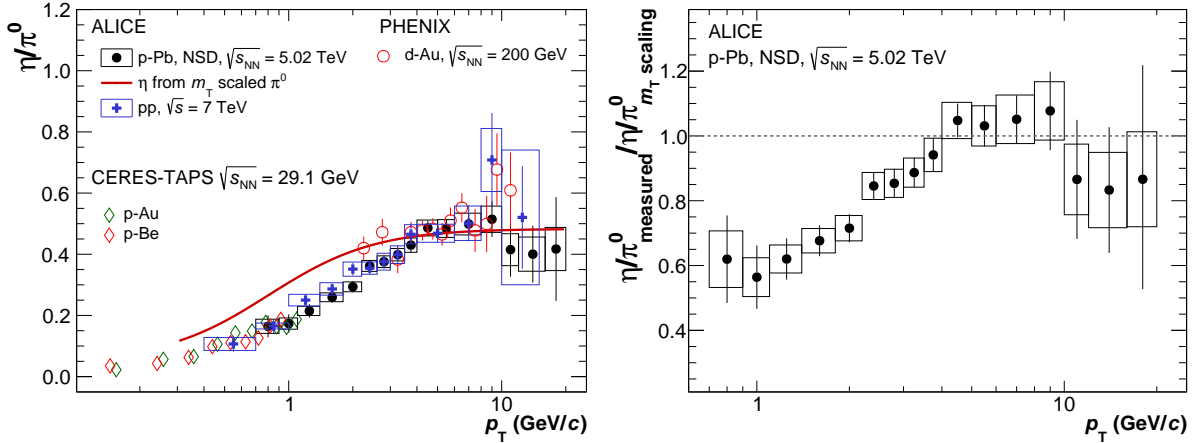 η/π⁰
ALICE
p-Pb, NSD, √sNN = 5.02 TeV
η from mT scaled π⁰
pp, √s = 7 TeV
PHENIX
d-Au, √sNN = 200 GeV
CERES-TAPS √sNN = 29.1 GeV
p-Au
p-Be
1.2
1.0
0.8
0.6
0.4
0.2
0.0
1
10
pT (GeV/c)
η/π⁰measured/η/π⁰mT scaling
ALICE
p-Pb, NSD, √sNN = 5.02 TeV
1.4
1.2
1.0
0.8
0.6
0.4
1
10
pT (GeV/c)